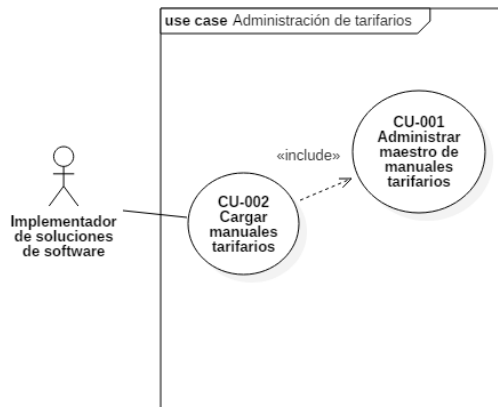 use case Administración de tarifarios
CU-001
Administrar
maestro de
manuales
tarifarios
«include»
CU-002
Cargar
manuales
tarifarios
Implementador
de soluciones
de software